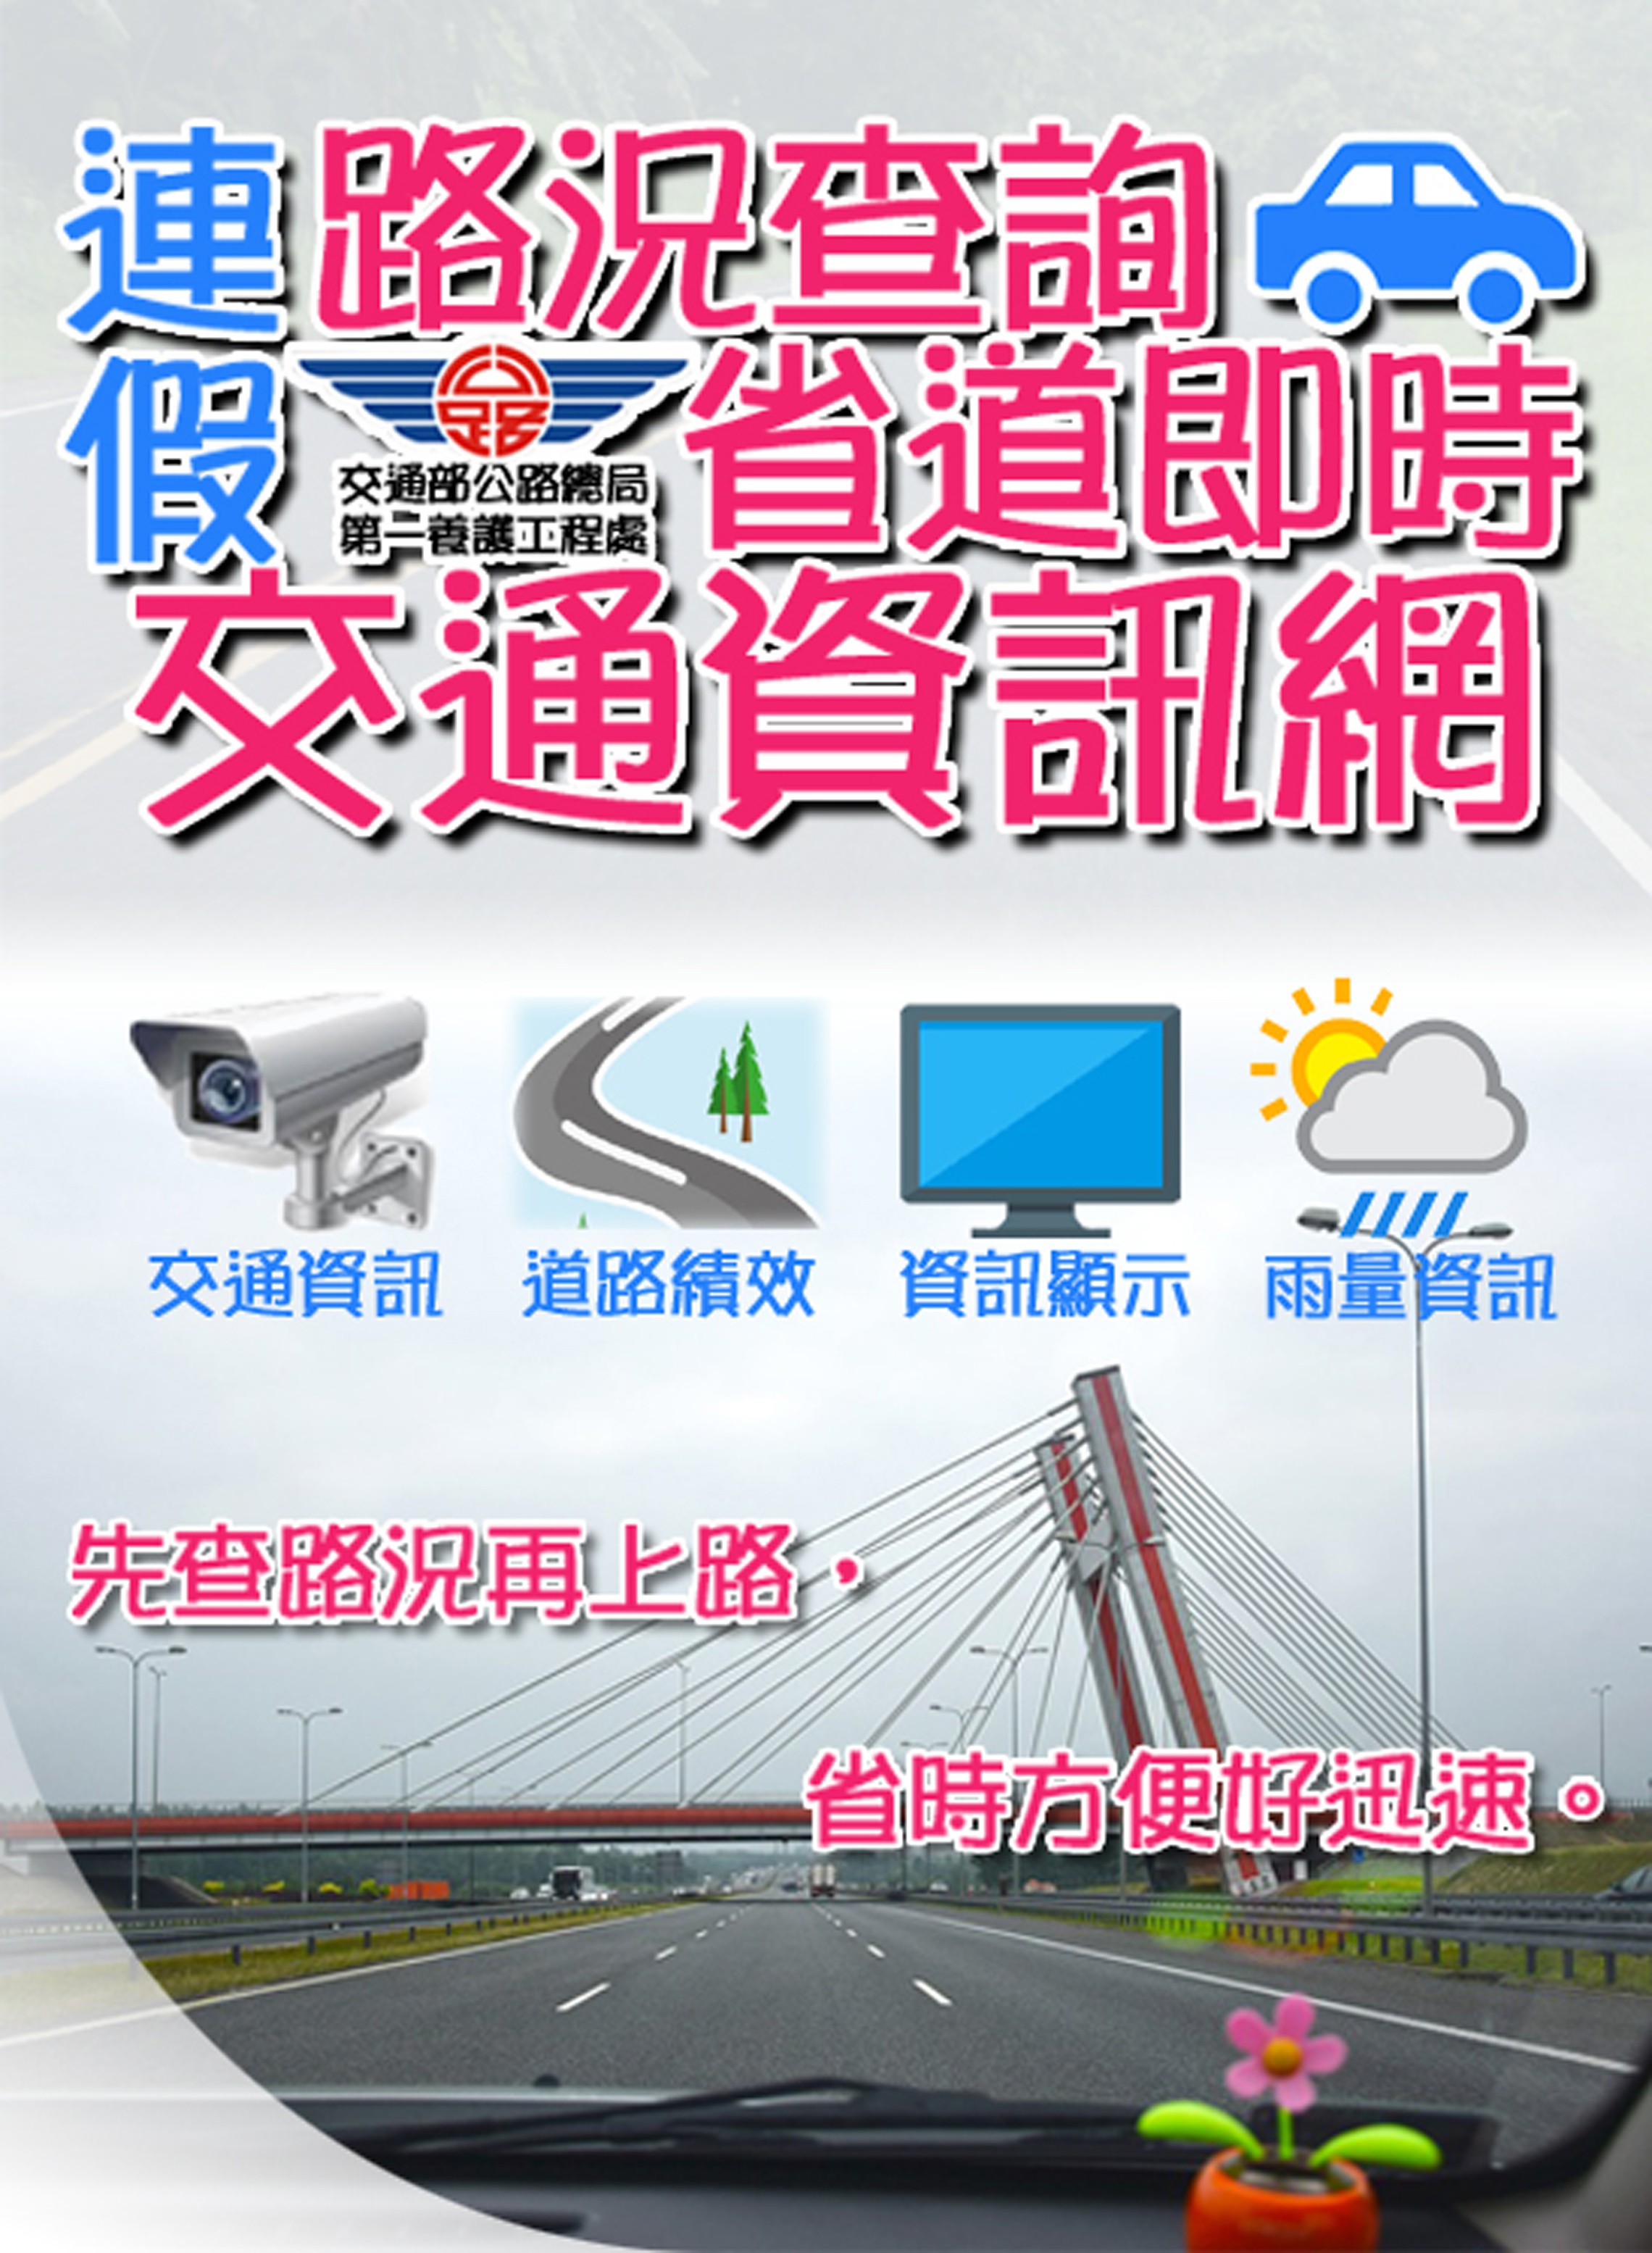 連假
路況查詢
交通部公路總局
第二養護工程處
省道即時
交通資訊網
交通資訊
道路績效
資訊顯示
雨量資訊
先查路況再上路，
省時方便好迅速。